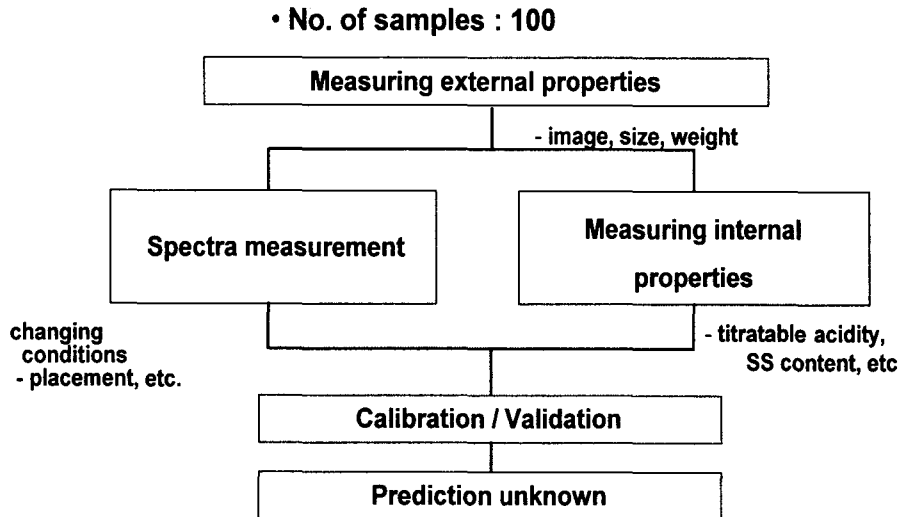 • No. of samples : 100
Measuring external properties
- image, size, weight
Spectra measurement
Measuring internal
properties
changing
conditions
- placement, etc.
- titratable acidity,
SS content, etc
Calibration / Validation
Prediction unknown